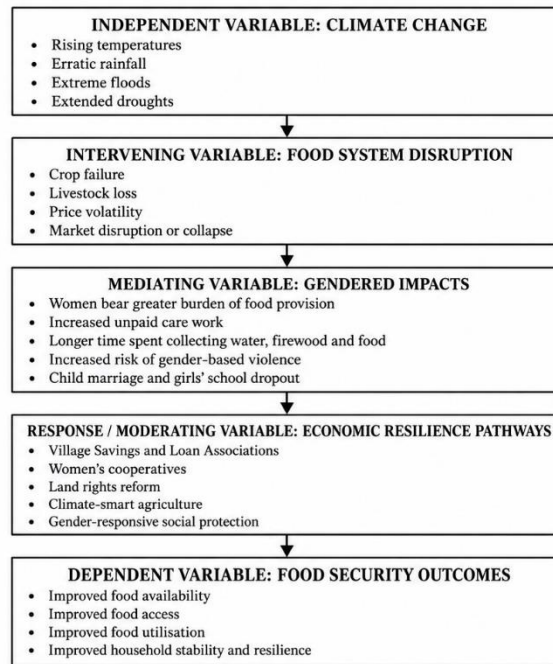 INDEPENDENT VARIABLE: CLIMATE CHANGE
• Rising temperatures
• Erratic rainfall
• Extreme floods
• Extended droughts
INTERVENING VARIABLE: FOOD SYSTEM DISRUPTION
• Crop failure
• Livestock loss
• Price volatility
• Market disruption or collapse
MEDIATING VARIABLE: GENDERED IMPACTS
• Women bear greater burden of food provision
• Increased unpaid care work
• Longer time spent collecting water, firewood and food
• Increased risk of gender-based violence
• Child marriage and girls' school dropout
RESPONSE / MODERATING VARIABLE: ECONOMIC RESILIENCE PATHWAYS
• Village Savings and Loan Associations
• Women's cooperatives
• Land rights reform
• Climate-smart agriculture
• Gender-responsive social protection
DEPENDENT VARIABLE: FOOD SECURITY OUTCOMES
• Improved food availability
• Improved food access
• Improved food utilisation
• Improved household stability and resilience